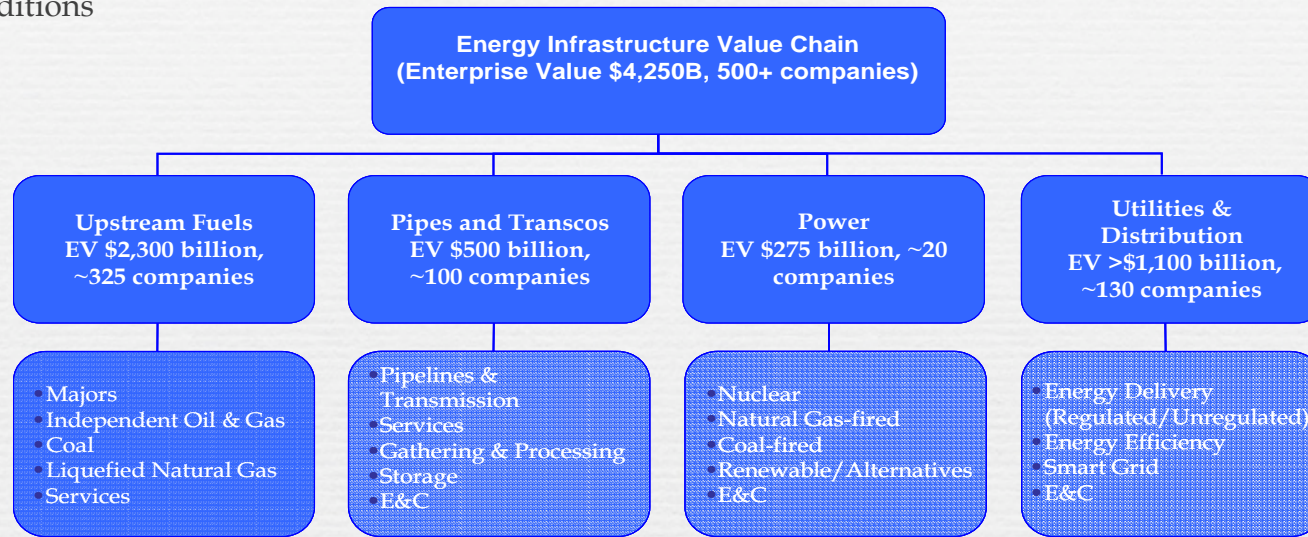 ditions
Energy Infrastructure Value Chain
(Enterprise Value $4,250B, 500+ companies)
Upstream Fuels
EV $2,300 billion,
~325 companies
Pipes and Transcos
EV $500 billion,
~100 companies
Power
EV $275 billion, ~20
companies
Utilities &
Distribution
EV >$1,100 billion,
~130 companies
•Majors
•Independent Oil & Gas
•Coal
•Liquefied Natural Gas
•Services
•Pipelines &
Transmission
•Services
•Gathering & Processing
•Storage
•E&C
•Nuclear
•Natural Gas-fired
•Coal-fired
•Renewable/Alternatives
•E&C
•Energy Delivery
(Regulated/Unregulated)
•Energy Efficiency
•Smart Grid
•E&C